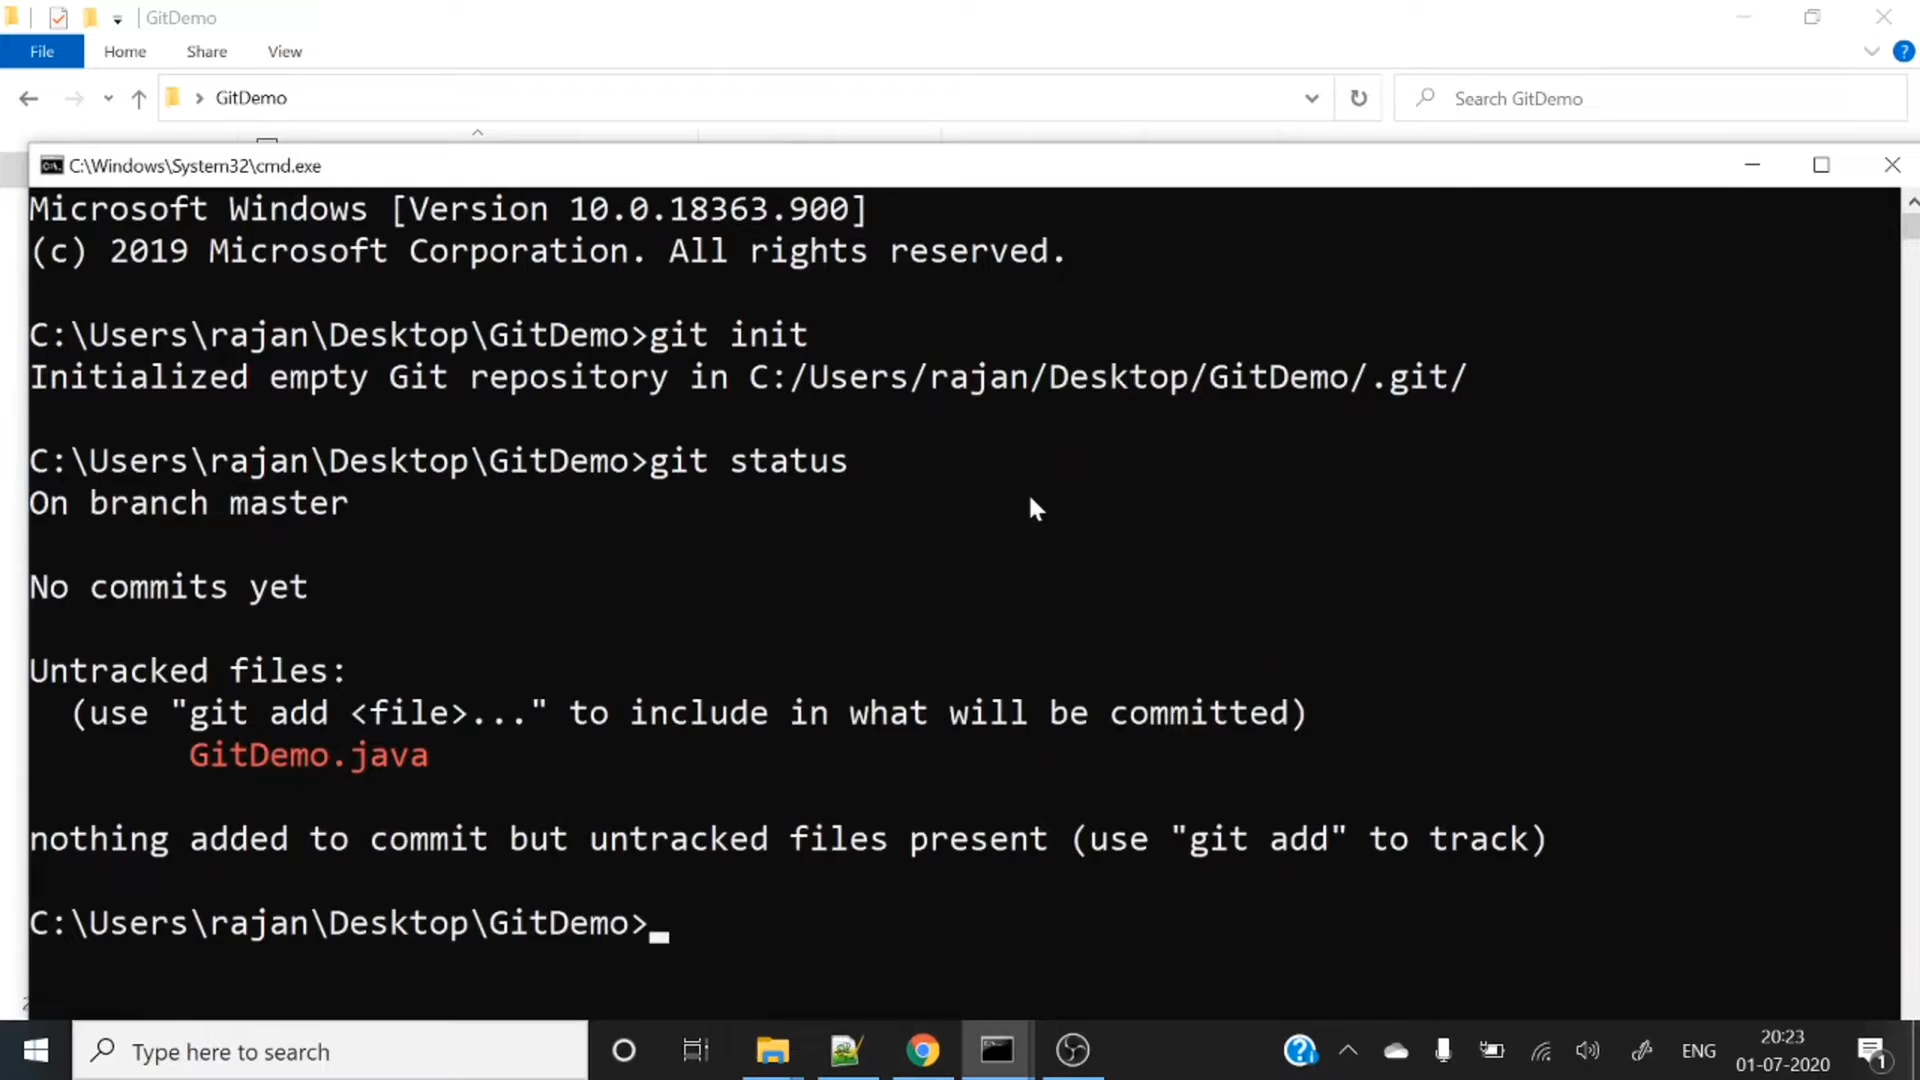 GitDemo
File Home Share View
GitDemo
Search GitDemo
C:\Windows\System32\cmd.exe
Microsoft Windows [Version 10.0.18363.900]
(c) 2019 Microsoft Corporation. All rights reserved.
C:\Users\rajan\Desktop\GitDemo>git init
Initialized empty Git repository in C:/Users/rajan/Desktop/GitDemo/.git/
C:\Users\rajan\Desktop\GitDemo>git status
On branch master
No commits yet
Untracked files:
(use "git add <file>..." to include in what will be committed)
GitDemo.java
nothing added to commit but untracked files present (use "git add" to track)
C:\Users\rajan\Desktop\GitDemo>
Type here to search
ENG
20:23
01-07-2020
1